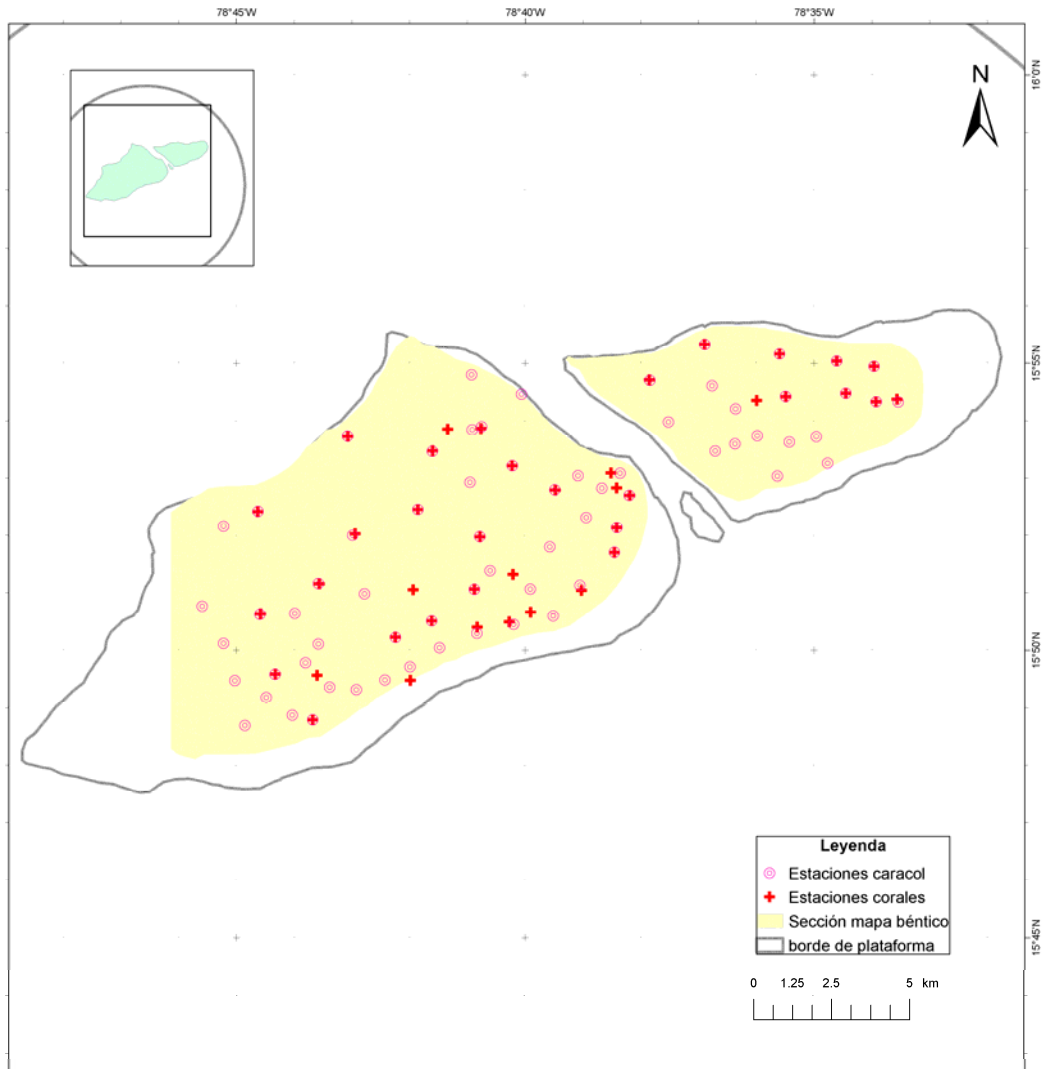 78°45'W 78°40'W 78°35'W
16°0'N
N
15°55'N
15°50'N
15°45'N
Leyenda
Estaciones caracol
Estaciones corales
Sección mapa béntico
borde de plataforma
0 1.25 2.5 5 km